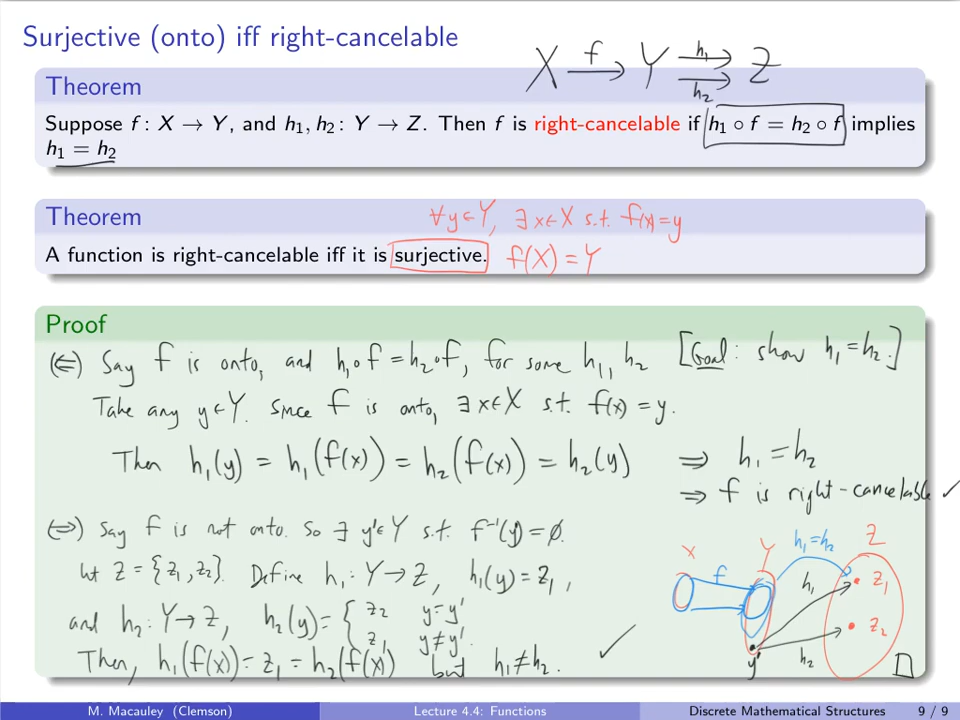 Surjective (onto) iff right-cancelable
X f→ Y h₁ ⇉ h₂ Z
Theorem
Suppose f: X → Y, and h₁, h₂: Y → Z. Then f is right-cancelable if h₁ ∘ f = h₂ ∘ f implies
h₁ = h₂
Theorem
∀y∈Y, ∃x∈X s.t. f(x)=y
A function is right-cancelable iff it is surjective. f(X) = Y
Proof
(⇐) Say f is onto, and h₁∘f = h₂∘f, for some h₁, h₂ [Goal: show h₁=h₂.]
Take any y∈Y. Since f is onto, ∃x∈X s.t. f(x)=y.
Then h₁(y) = h₁(f(x)) = h₂(f(x)) = h₂(y) ⇒ h₁=h₂
⇒ f is right-cancelable ✓
(⇒) Say f is not onto. So ∃ y'∈Y s.t. f⁻¹(y)=∅.
let Z = {z₁, z₂}. Define h₁: Y→Z, h₁(y)=z₁,
and h₂: Y→Z, h₂(y)= { z₂ y=y'
z₁ y≠y'.
Then, h₁(f(x))=z₁=h₂(f(x)) but h₁≠h₂. ✓
X f Y h₁=h₂ Z
h₁ z₁
z₂
y' h₂ □
M. Macauley (Clemson) Lecture 4.4: Functions Discrete Mathematical Structures 9 / 9